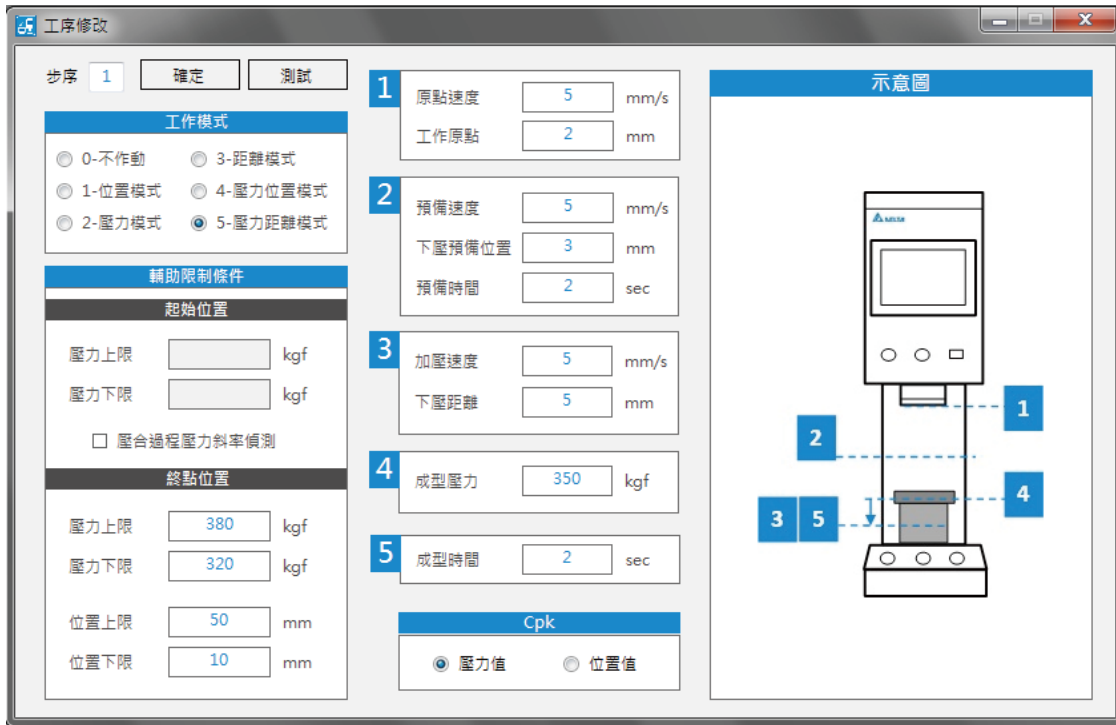 工序修改
步序 1 確定 測試
工作模式
0-不作動 3-距離模式
1-位置模式 4-壓力位置模式
2-壓力模式 5-壓力距離模式
輔助限制條件
起始位置
壓力上限 kgf
壓力下限 kgf
壓合過程壓力斜率偵測
終點位置
壓力上限 380 kgf
壓力下限 320 kgf
位置上限 50 mm
位置下限 10 mm
1
原點速度 5 mm/s
工作原點 2 mm
2
預備速度 5 mm/s
下壓預備位置 3 mm
預備時間 2 sec
3
加壓速度 5 mm/s
下壓距離 5 mm
4
成型壓力 350 kgf
5
成型時間 2 sec
Cpk
壓力值 位置值
示意圖
DELTA
1
2
4
3 5